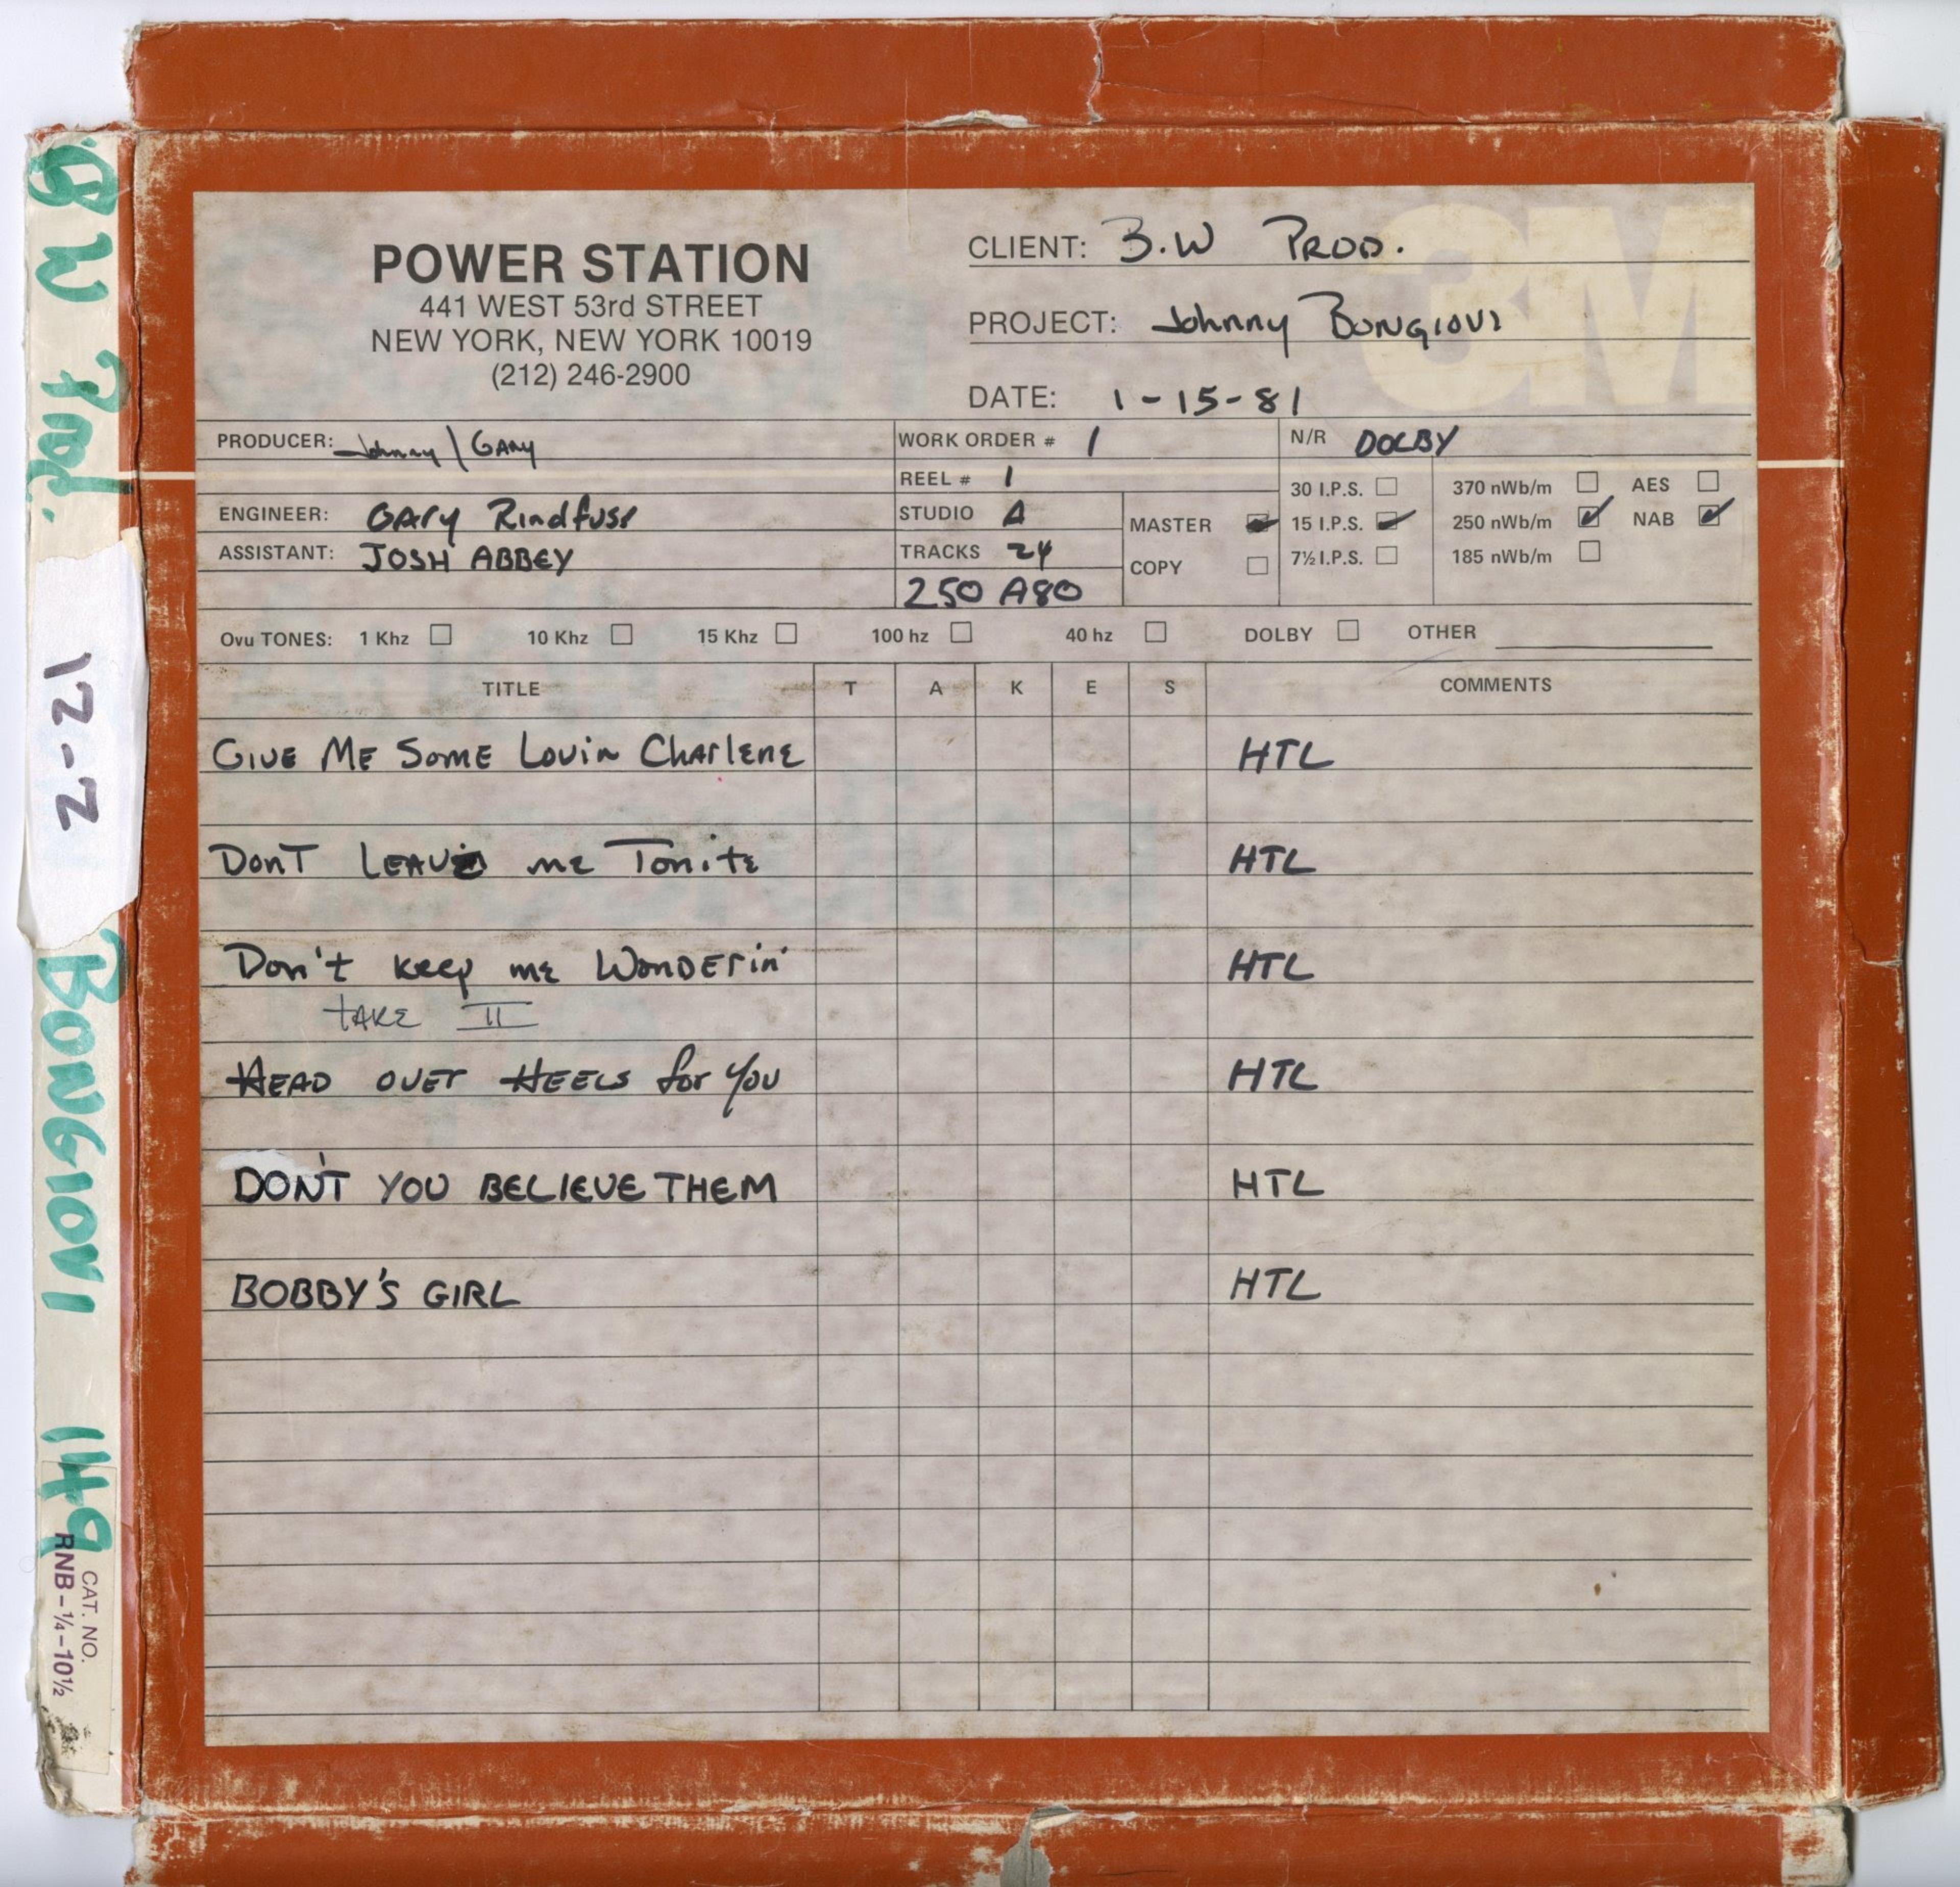 POWER STATION
441 WEST 53rd STREET
NEW YORK, NEW YORK 10019
(212) 246-2900
CLIENT: B.W PROD.
PROJECT: Johnny BONGIOVI
DATE: 1-15-81
3M
PRODUCER: Johnny \ GARY
ENGINEER: GARY Rindfuss
ASSISTANT: JOSH ABBEY
WORK ORDER # 1
REEL # 1
STUDIO A
TRACKS 24
250 A80
MASTER
COPY
N/R DOLBY
30 I.P.S.
15 I.P.S.
7½ I.P.S.
370 nWb/m
250 nWb/m
185 nWb/m
AES
NAB
Ovu TONES: 1 Khz 10 Khz 15 Khz 100 hz 40 hz DOLBY OTHER
TITLE T A K E S COMMENTS
GIVE ME SOME LOVIN CHARLENE HTL
DONT LEAVE me Tonite HTL
Don't keep me WONDERIN' HTL
TAKE II
HEAD OVER HEELS for YOU HTL
DON'T YOU BELIEVE THEM HTL
BOBBY'S GIRL HTL
B W Prod.
12-2
BONGIOVI 149
CAT. NO.
RNB-¼-10½